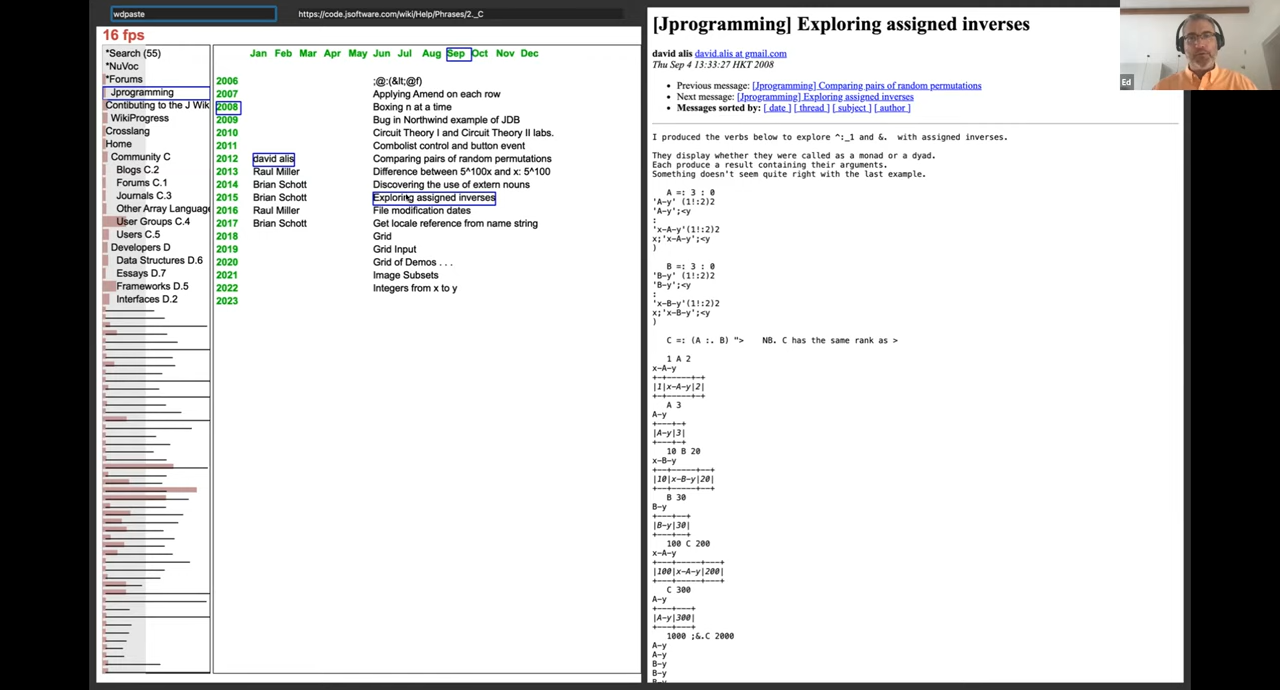 wdpaste
https://code.jsoftware.com/wiki/Help/Phrases/2._C
16 fps
*Search (55)
*NuVoc
*Forums
Jprogramming
Contibuting to the J Wik
WikiProgress
Crosslang
Home
Community C
Blogs C.2
Forums C.1
Journals C.3
Other Array Language
User Groups C.4
Users C.5
Developers D
Data Structures D.6
Essays D.7
Frameworks D.5
Interfaces D.2
Jan Feb Mar Apr May Jun Jul Aug Sep Oct Nov Dec
2006 ;@:(&lt;@f)
2007 Applying Amend on each row
2008 Boxing n at a time
2009 Bug in Northwind example of JDB
2010 Circuit Theory I and Circuit Theory II labs.
2011 Combolist control and button event
2012 david alis Comparing pairs of random permutations
2013 Raul Miller Difference between 5^100x and x: 5^100
2014 Brian Schott Discovering the use of extern nouns
2015 Brian Schott Exploring assigned inverses
2016 Raul Miller File modification dates
2017 Brian Schott Get locale reference from name string
2018 Grid
2019 Grid Input
2020 Grid of Demos . . .
2021 Image Subsets
2022 Integers from x to y
2023
[Jprogramming] Exploring assigned inverses
david alis david.alis at gmail.com
Thu Sep 4 13:33:27 HKT 2008
• Previous message: [Jprogramming] Comparing pairs of random permutations
• Next message: [Jprogramming] Exploring assigned inverses
• Messages sorted by: [ date ] [ thread ] [ subject ] [ author ]
I produced the verbs below to explore ^:_1 and &. with assigned inverses.
They display whether they were called as a monad or a dyad.
Each produce a result containing their arguments.
Something doesn't seem quite right with the last example.
A =: 3 : 0
'A-y' (1!:2)2
'A-y';<y
:
'x-A-y'(1!:2)2
x;'x-A-y';<y
)
B =: 3 : 0
'B-y' (1!:2)2
'B-y';<y
:
'x-B-y'(1!:2)2
x;'x-B-y';<y
)
C =: (A :. B) "> NB. C has the same rank as >
1 A 2
x-A-y
+-+-----+-+
|1|x-A-y|2|
+-+-----+-+
A 3
A-y
+---+-+
|A-y|3|
+---+-+
10 B 20
x-B-y
+--+-----+--+
|10|x-B-y|20|
+--+-----+--+
B 30
B-y
+---+--+
|B-y|30|
+---+--+
100 C 200
x-A-y
+---+-----+---+
|100|x-A-y|200|
+---+-----+---+
C 300
A-y
+---+---+
|A-y|300|
+---+---+
1000 ;&.C 2000
A-y
A-y
B-y
B-y
B-y
Ed